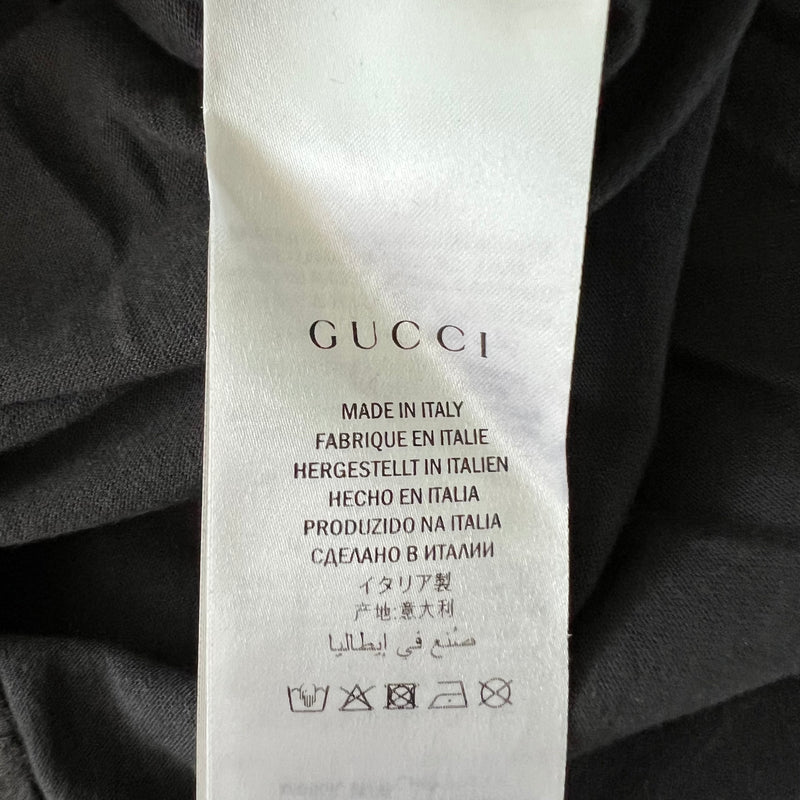 GUCCI
MADE IN ITALY
FABRIQUE EN ITALIE
HERGESTELLT IN ITALIEN
HECHO EN ITALIA
PRODUZIDO NA ITALIA
СДЕЛАНО В ИТАЛИИ
イタリア製
产地:意大利
صُنع في إيطاليا